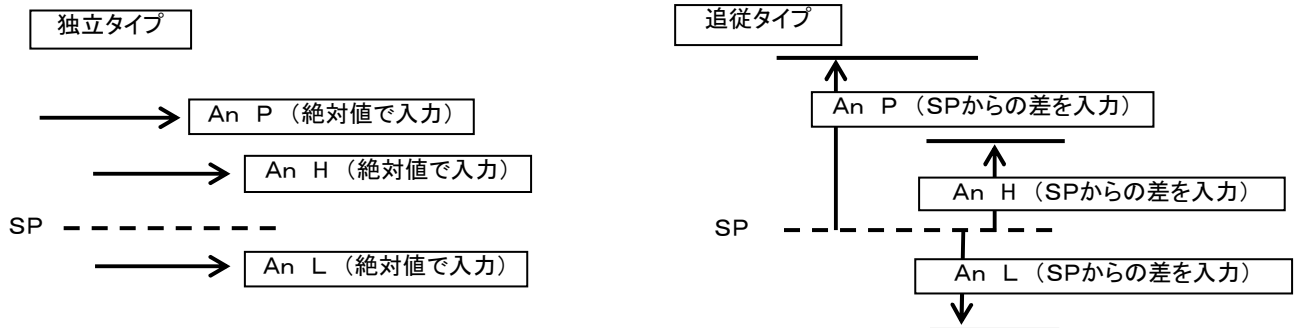 独立タイプ
An P (絶対値で入力)
An H (絶対値で入力)
SP
An L (絶対値で入力)
追従タイプ
An P (SPからの差を入力)
An H (SPからの差を入力)
SP
An L (SPからの差を入力)